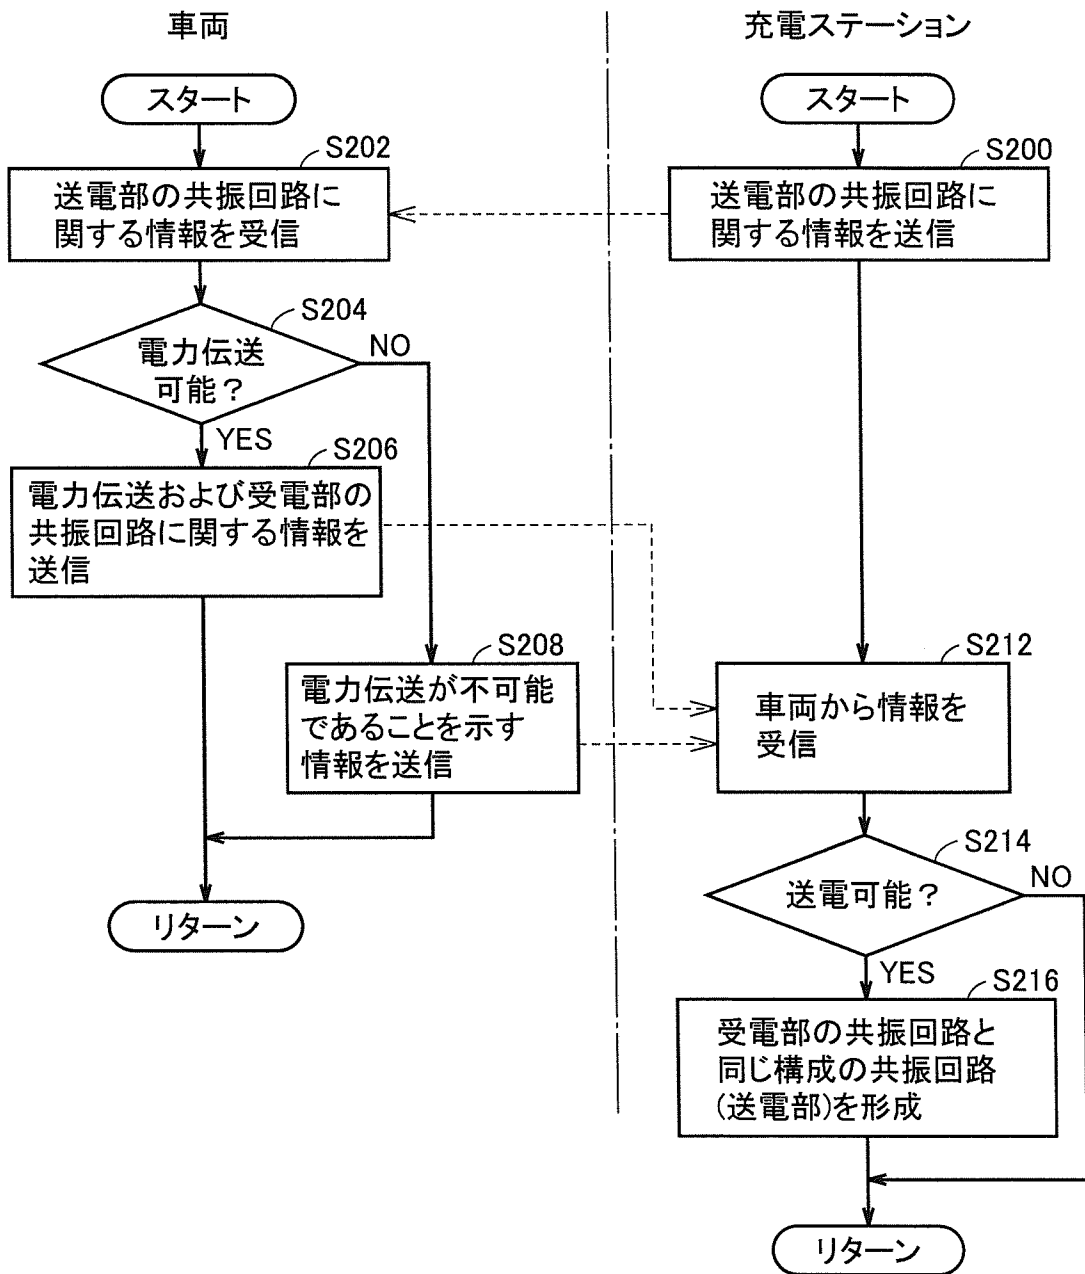 車両
充電ステーション
スタート
スタート
S202
S200
送電部の共振回路に
関する情報を受信
送電部の共振回路に
関する情報を送信
S204
電力伝送
可能？
NO
YES
S206
電力伝送および受電部の
共振回路に関する情報を
送信
S208
電力伝送が不可能
であることを示す
情報を送信
S212
車両から情報を
受信
S214
送電可能？
NO
YES
リターン
S216
受電部の共振回路と
同じ構成の共振回路
(送電部)を形成
リターン